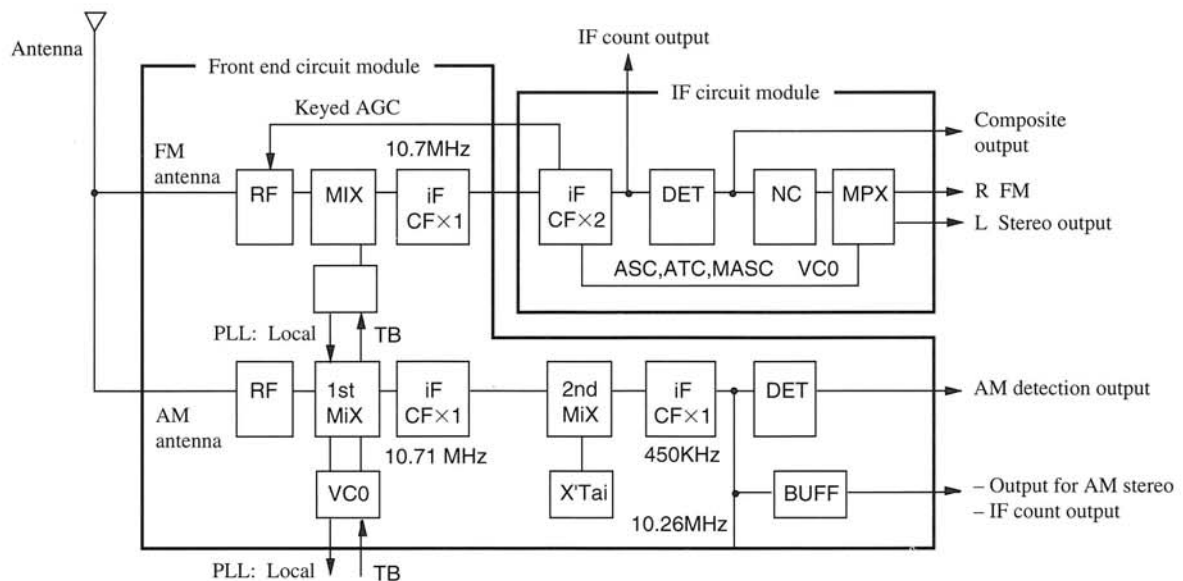 Antenna
Front end circuit module
IF count output
IF circuit module
Keyed AGC
Composite
output
FM
antenna
10.7MHz
RF
MIX
iF
CF×1
iF
CF×2
DET
NC
MPX
R FM
L Stereo output
ASC,ATC,MASC VC0
PLL: Local
TB
AM
antenna
RF
1st
MiX
iF
CF×1
2nd
MiX
iF
CF×1
DET
AM detection output
10.71 MHz
450KHz
VC0
X'Tai
BUFF
– Output for AM stereo
– IF count output
10.26MHz
PLL: Local
TB